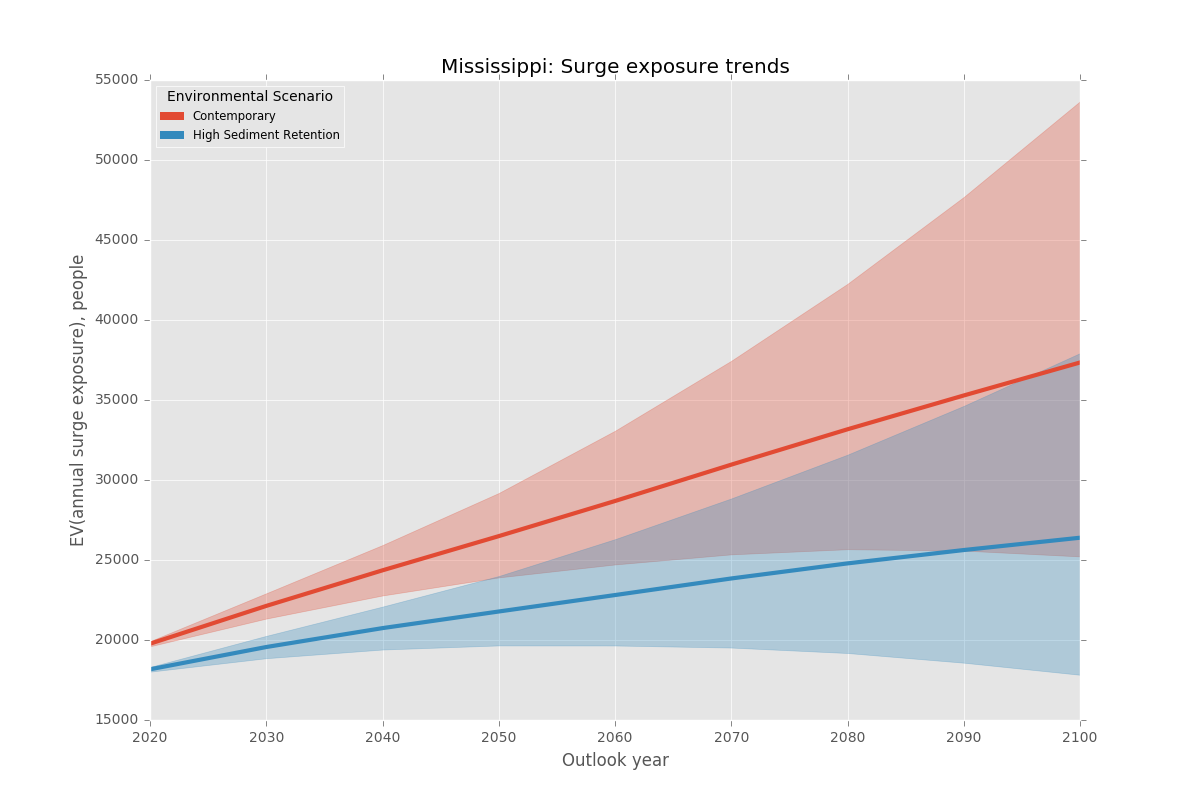 Mississippi: Surge exposure trends
Environmental Scenario
Contemporary
High Sediment Retention
EV(annual surge exposure), people
55000
50000
45000
40000
35000
30000
25000
20000
15000
2020 2030 2040 2050 2060 2070 2080 2090 2100
Outlook year